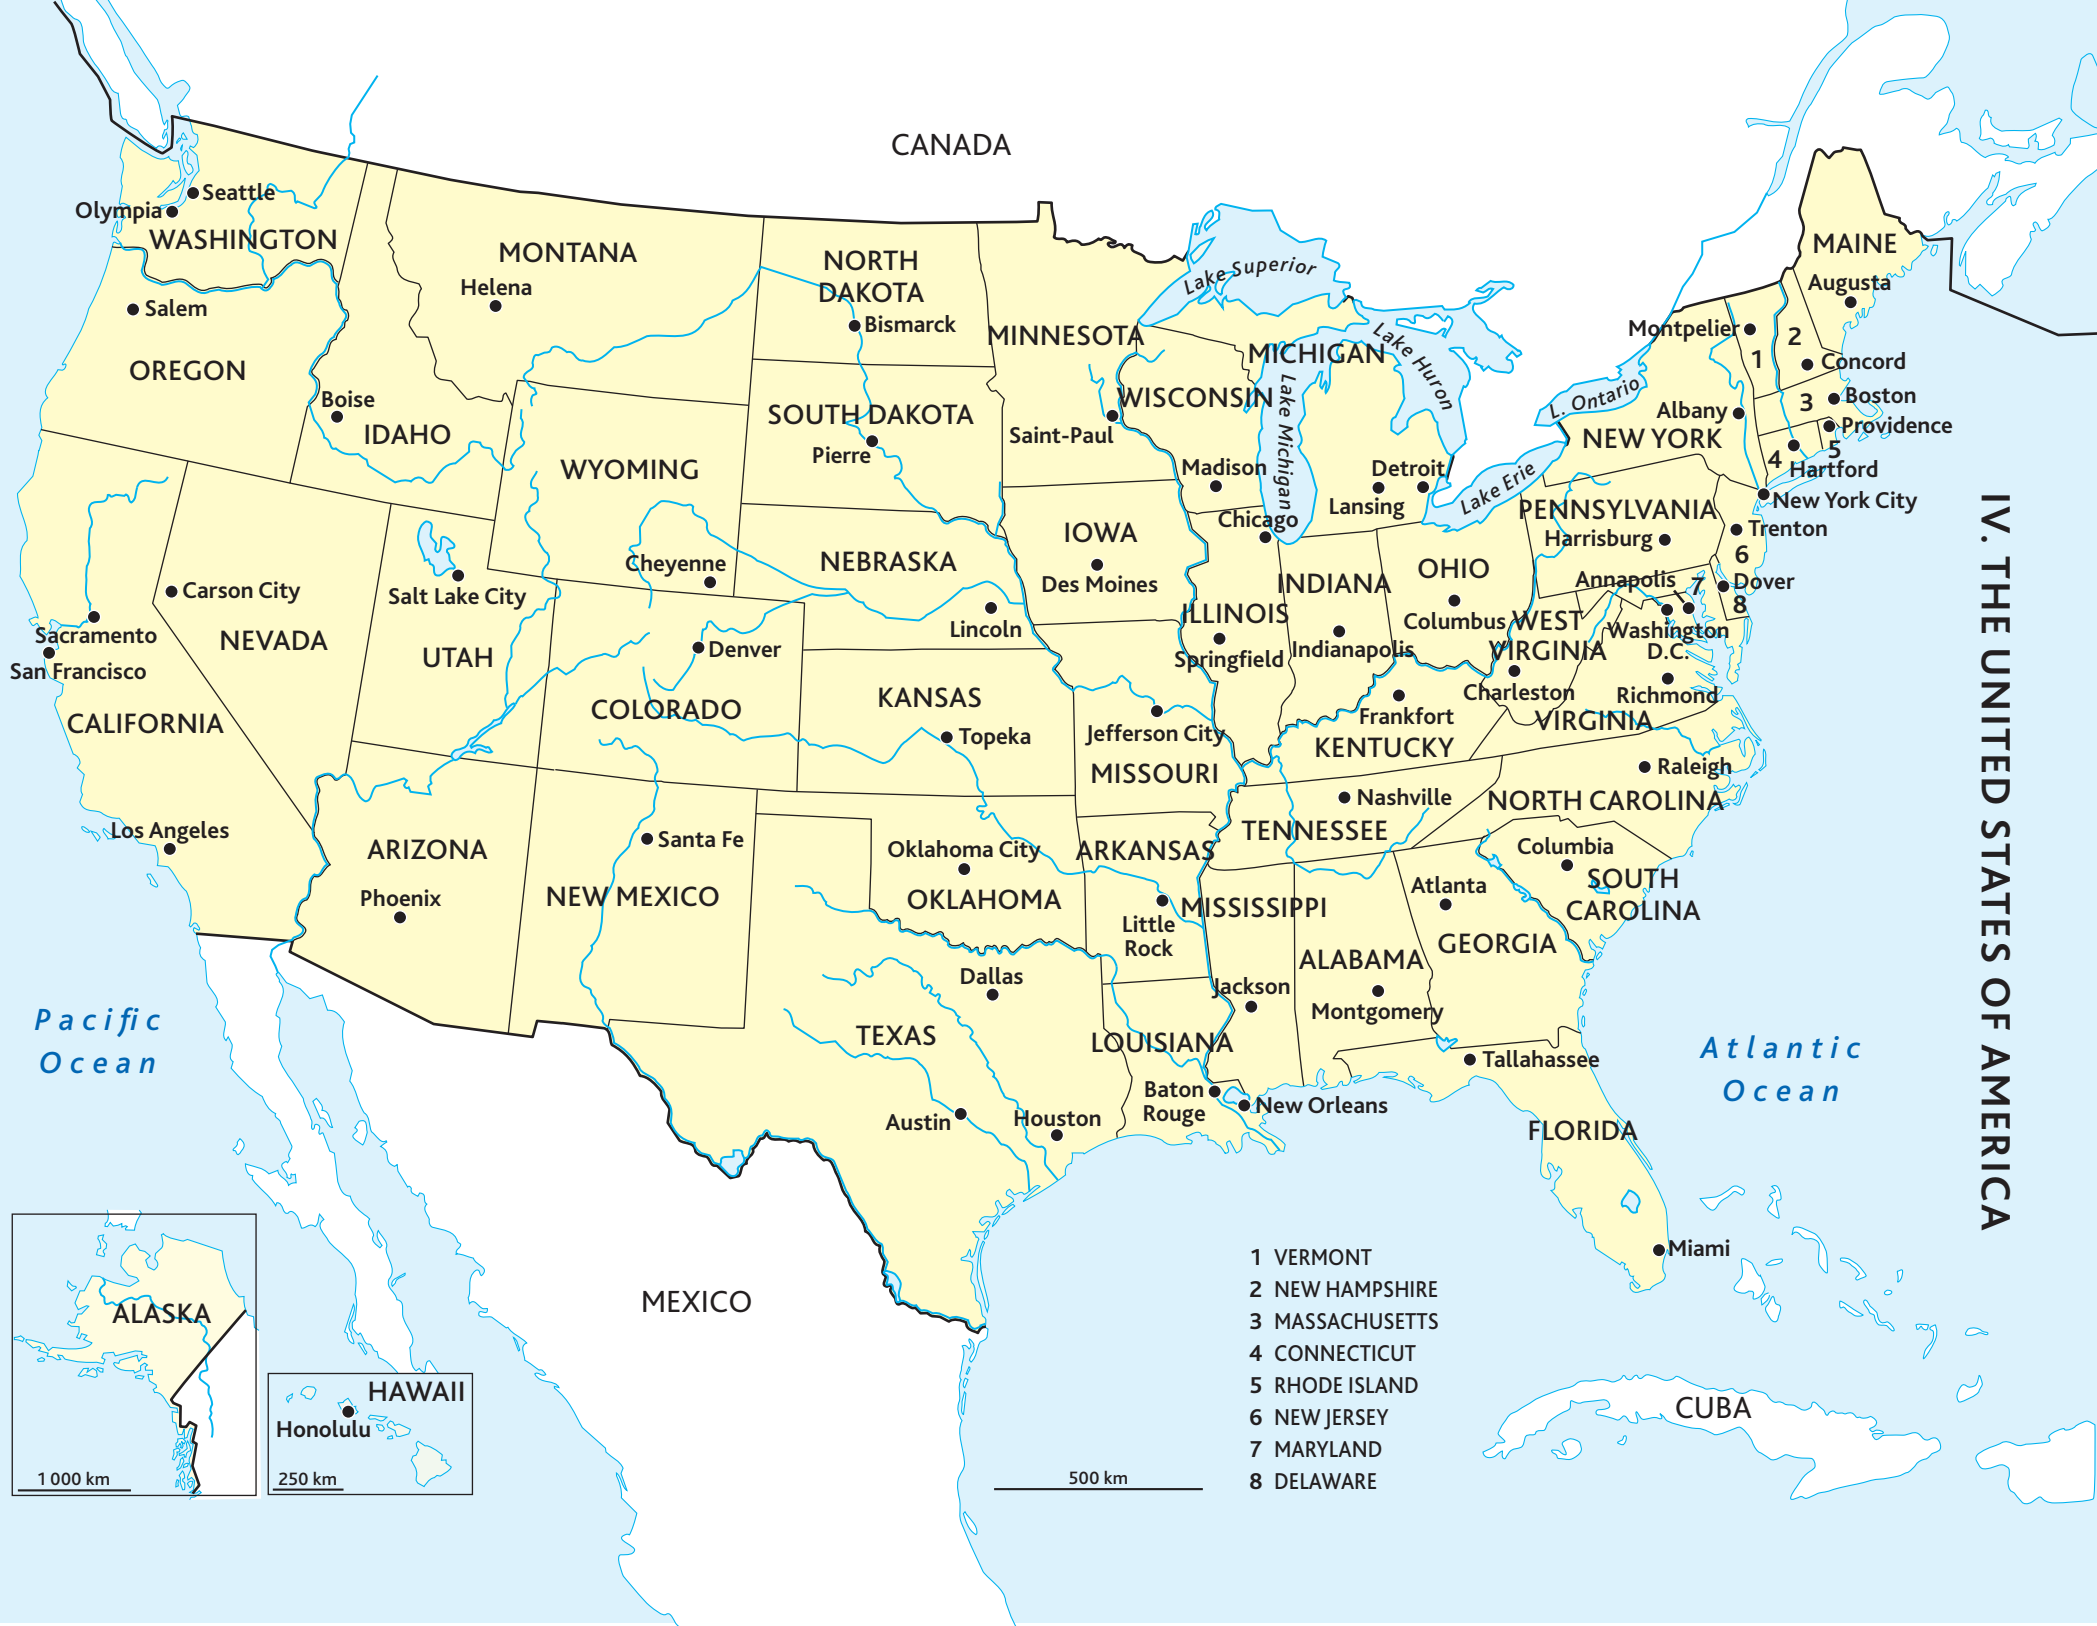 CANADA
Seattle
Olympia
WASHINGTON
MONTANA
Helena
NORTH
DAKOTA
Bismarck
MINNESOTA
Lake Superior
MAINE
Augusta
Salem
OREGON
Boise
IDAHO
SOUTH DAKOTA
Pierre
Saint-Paul
WISCONSIN
Madison
MICHIGAN
Lake Michigan
Lake Huron
Detroit
Lansing
Lake Erie
L. Ontario
Montpelier
1
2
Concord
3
Boston
Albany
NEW YORK
Providence
5
4
Hartford
New York City
WYOMING
Cheyenne
IOWA
Des Moines
Chicago
PENNSYLVANIA
Harrisburg
Trenton
6
Carson City
NEVADA
Salt Lake City
UTAH
NEBRASKA
Lincoln
ILLINOIS
Springfield
INDIANA
Indianapolis
OHIO
Columbus
WEST
VIRGINIA
Charleston
Annapolis
7
Dover
8
Washington
D.C.
Richmond
VIRGINIA
Sacramento
San Francisco
CALIFORNIA
Los Angeles
Denver
COLORADO
KANSAS
Topeka
Jefferson City
MISSOURI
Frankfort
KENTUCKY
Raleigh
NORTH CAROLINA
ARIZONA
Phoenix
Santa Fe
NEW MEXICO
Oklahoma City
OKLAHOMA
ARKANSAS
Little
Rock
Nashville
TENNESSEE
Columbia
SOUTH
CAROLINA
Atlanta
GEORGIA
MISSISSIPPI
Jackson
ALABAMA
Montgomery
Dallas
TEXAS
Austin
Houston
LOUISIANA
Baton
Rouge
New Orleans
Tallahassee
FLORIDA
Miami
Pacific
Ocean
Atlantic
Ocean
IV. THE UNITED STATES OF AMERICA
MEXICO
CUBA
ALASKA
1 000 km
HAWAII
Honolulu
250 km
500 km
1 VERMONT
2 NEW HAMPSHIRE
3 MASSACHUSETTS
4 CONNECTICUT
5 RHODE ISLAND
6 NEW JERSEY
7 MARYLAND
8 DELAWARE